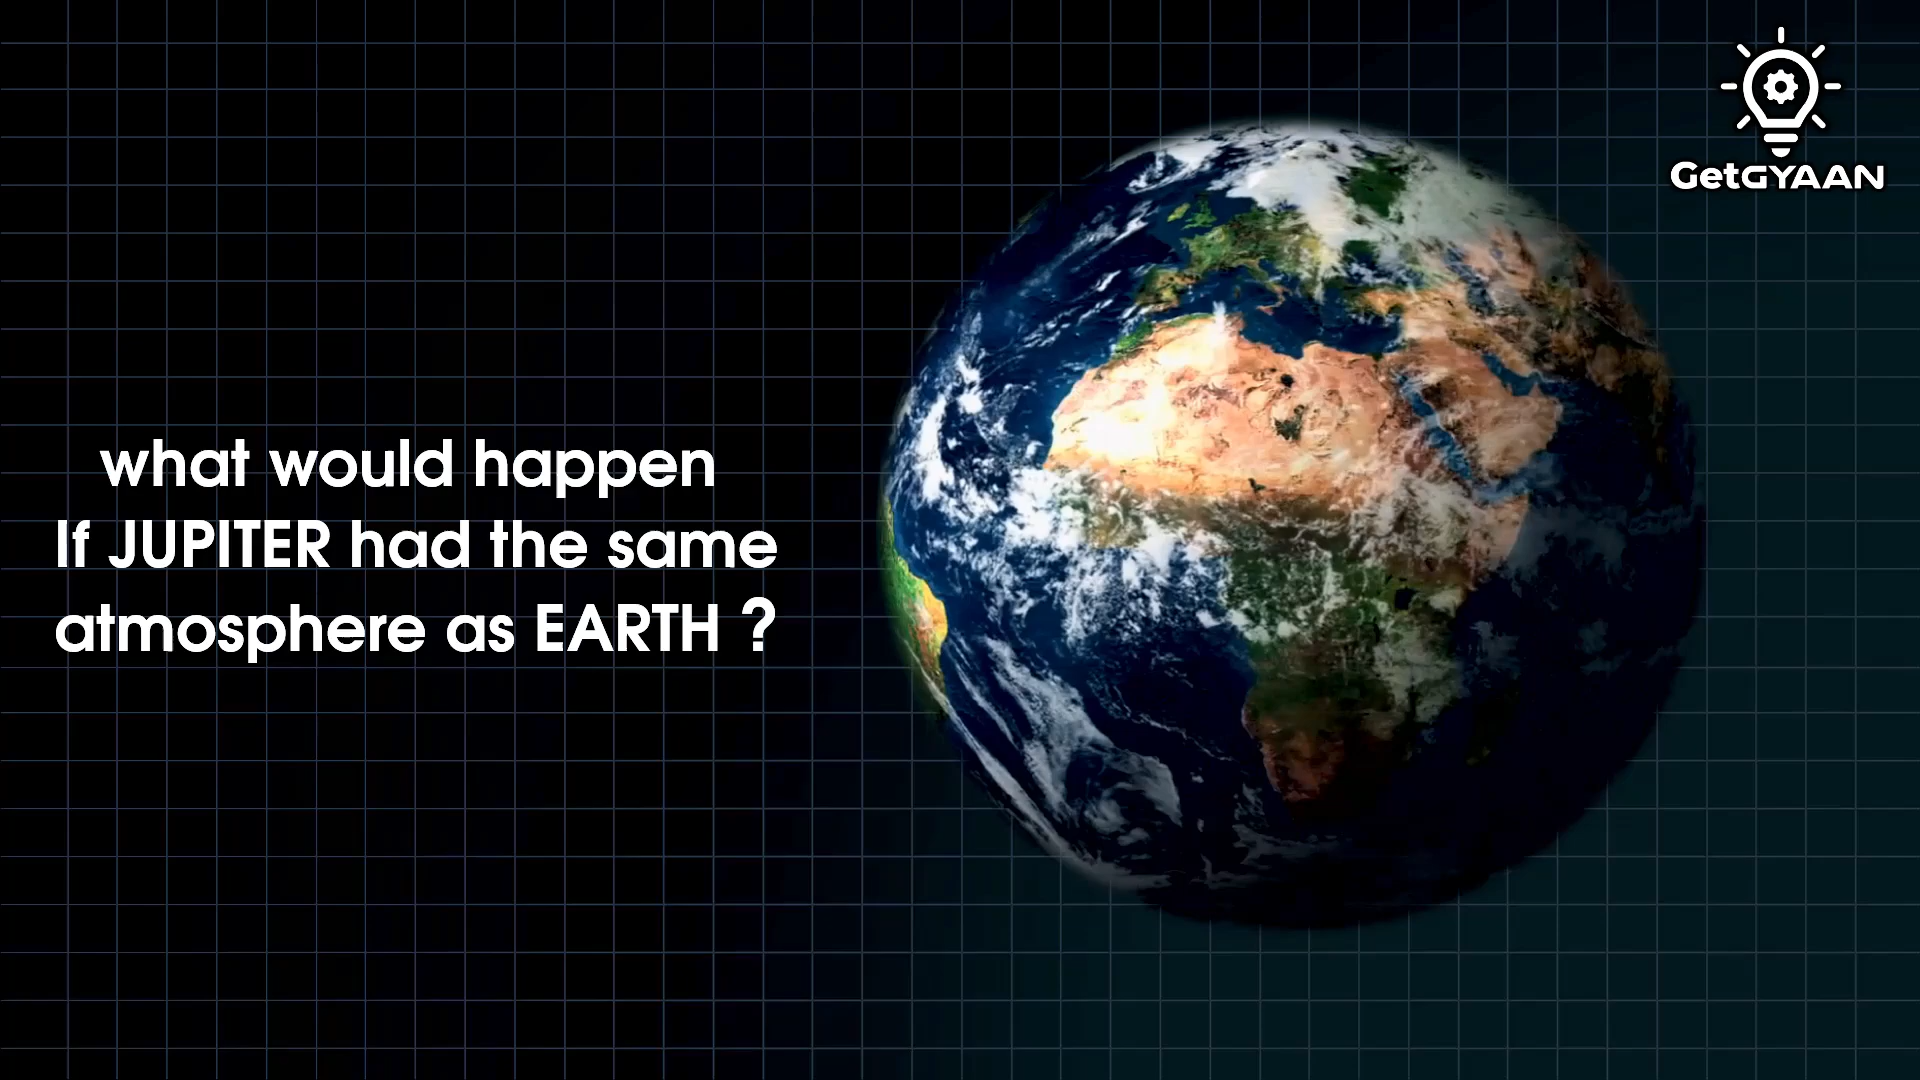 GetGYAAN
what would happen
If JUPITER had the same
atmosphere as EARTH ?